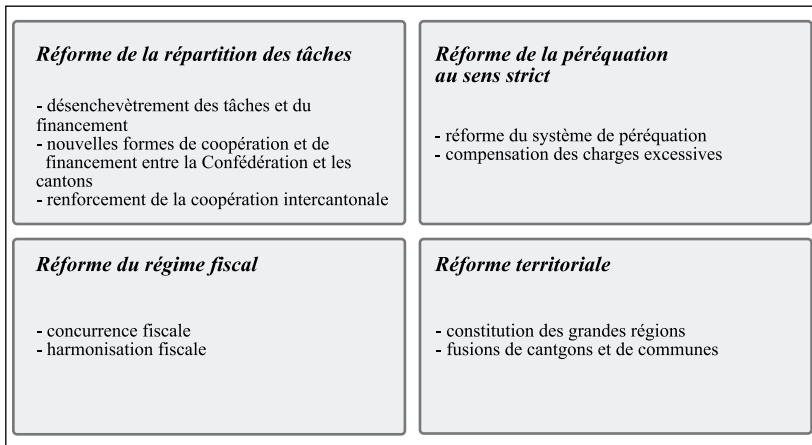 Réforme de la répartition des tâches
- désenchevètrement des tâches et du
financement
- nouvelles formes de coopération et de
financement entre la Confédération et les
cantons
- renforcement de la coopération intercantonale
Réforme de la péréquation
au sens strict
- réforme du système de péréquation
- compensation des charges excessives
Réforme du régime fiscal
- concurrence fiscale
- harmonisation fiscale
Réforme territoriale
- constitution des grandes régions
- fusions de cantgons et de communes